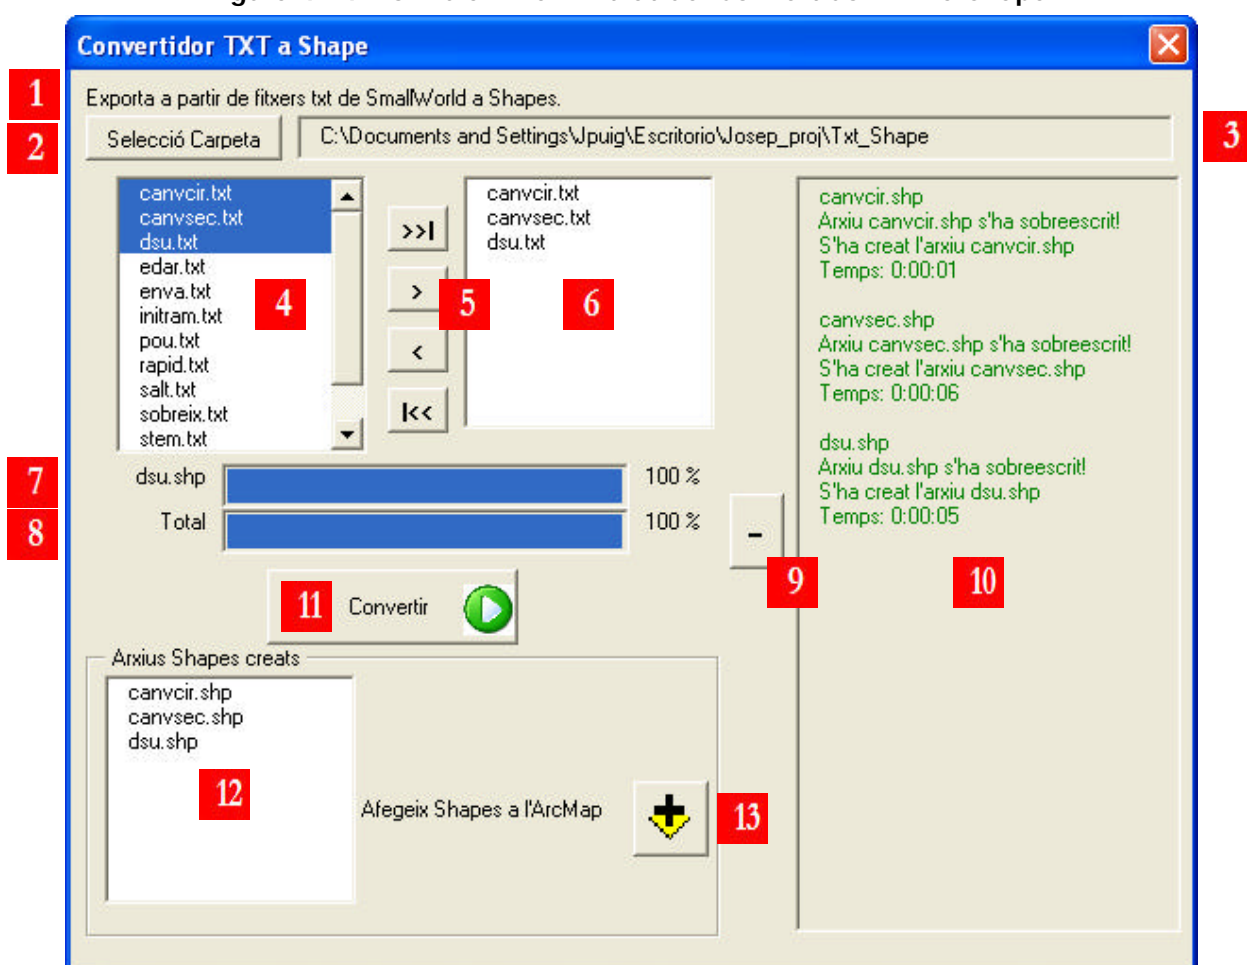 Convertidor TXT a Shape
1
Exporta a partir de fitxers txt de SmallWorld a Shapes.
2
Selecció Carpeta
C:\Documents and Settings\Jpuig\Escritorio\Josep_proj\Txt_Shape
3
canvcir.txt
canvsec.txt
dsu.txt
edar.txt
enva.txt
initram.txt
pou.txt
rapid.txt
salt.txt
sobreix.txt
stem.txt
4
>>|
>
<
|<<
5
canvcir.txt
canvsec.txt
dsu.txt
6
canvcir.shp
Arxiu canvcir.shp s'ha sobreescrit!
S'ha creat l'arxiu canvcir.shp
Temps: 0:00:01
canvsec.shp
Arxiu canvsec.shp s'ha sobreescrit!
S'ha creat l'arxiu canvsec.shp
Temps: 0:00:06
dsu.shp
Arxiu dsu.shp s'ha sobreescrit!
S'ha creat l'arxiu dsu.shp
Temps: 0:00:05
10
7
dsu.shp
100 %
8
Total
100 %
-
9
11
Convertir
Arxius Shapes creats
canvcir.shp
canvsec.shp
dsu.shp
12
Afegeix Shapes a l'ArcMap
13